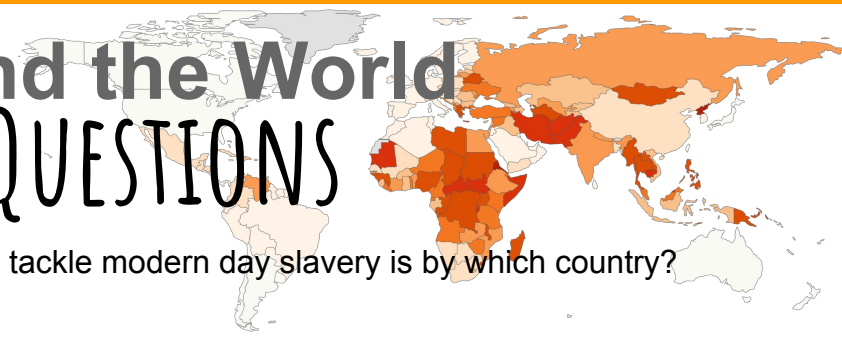 nd the World
QUESTIONS
tackle modern day slavery is by which country?